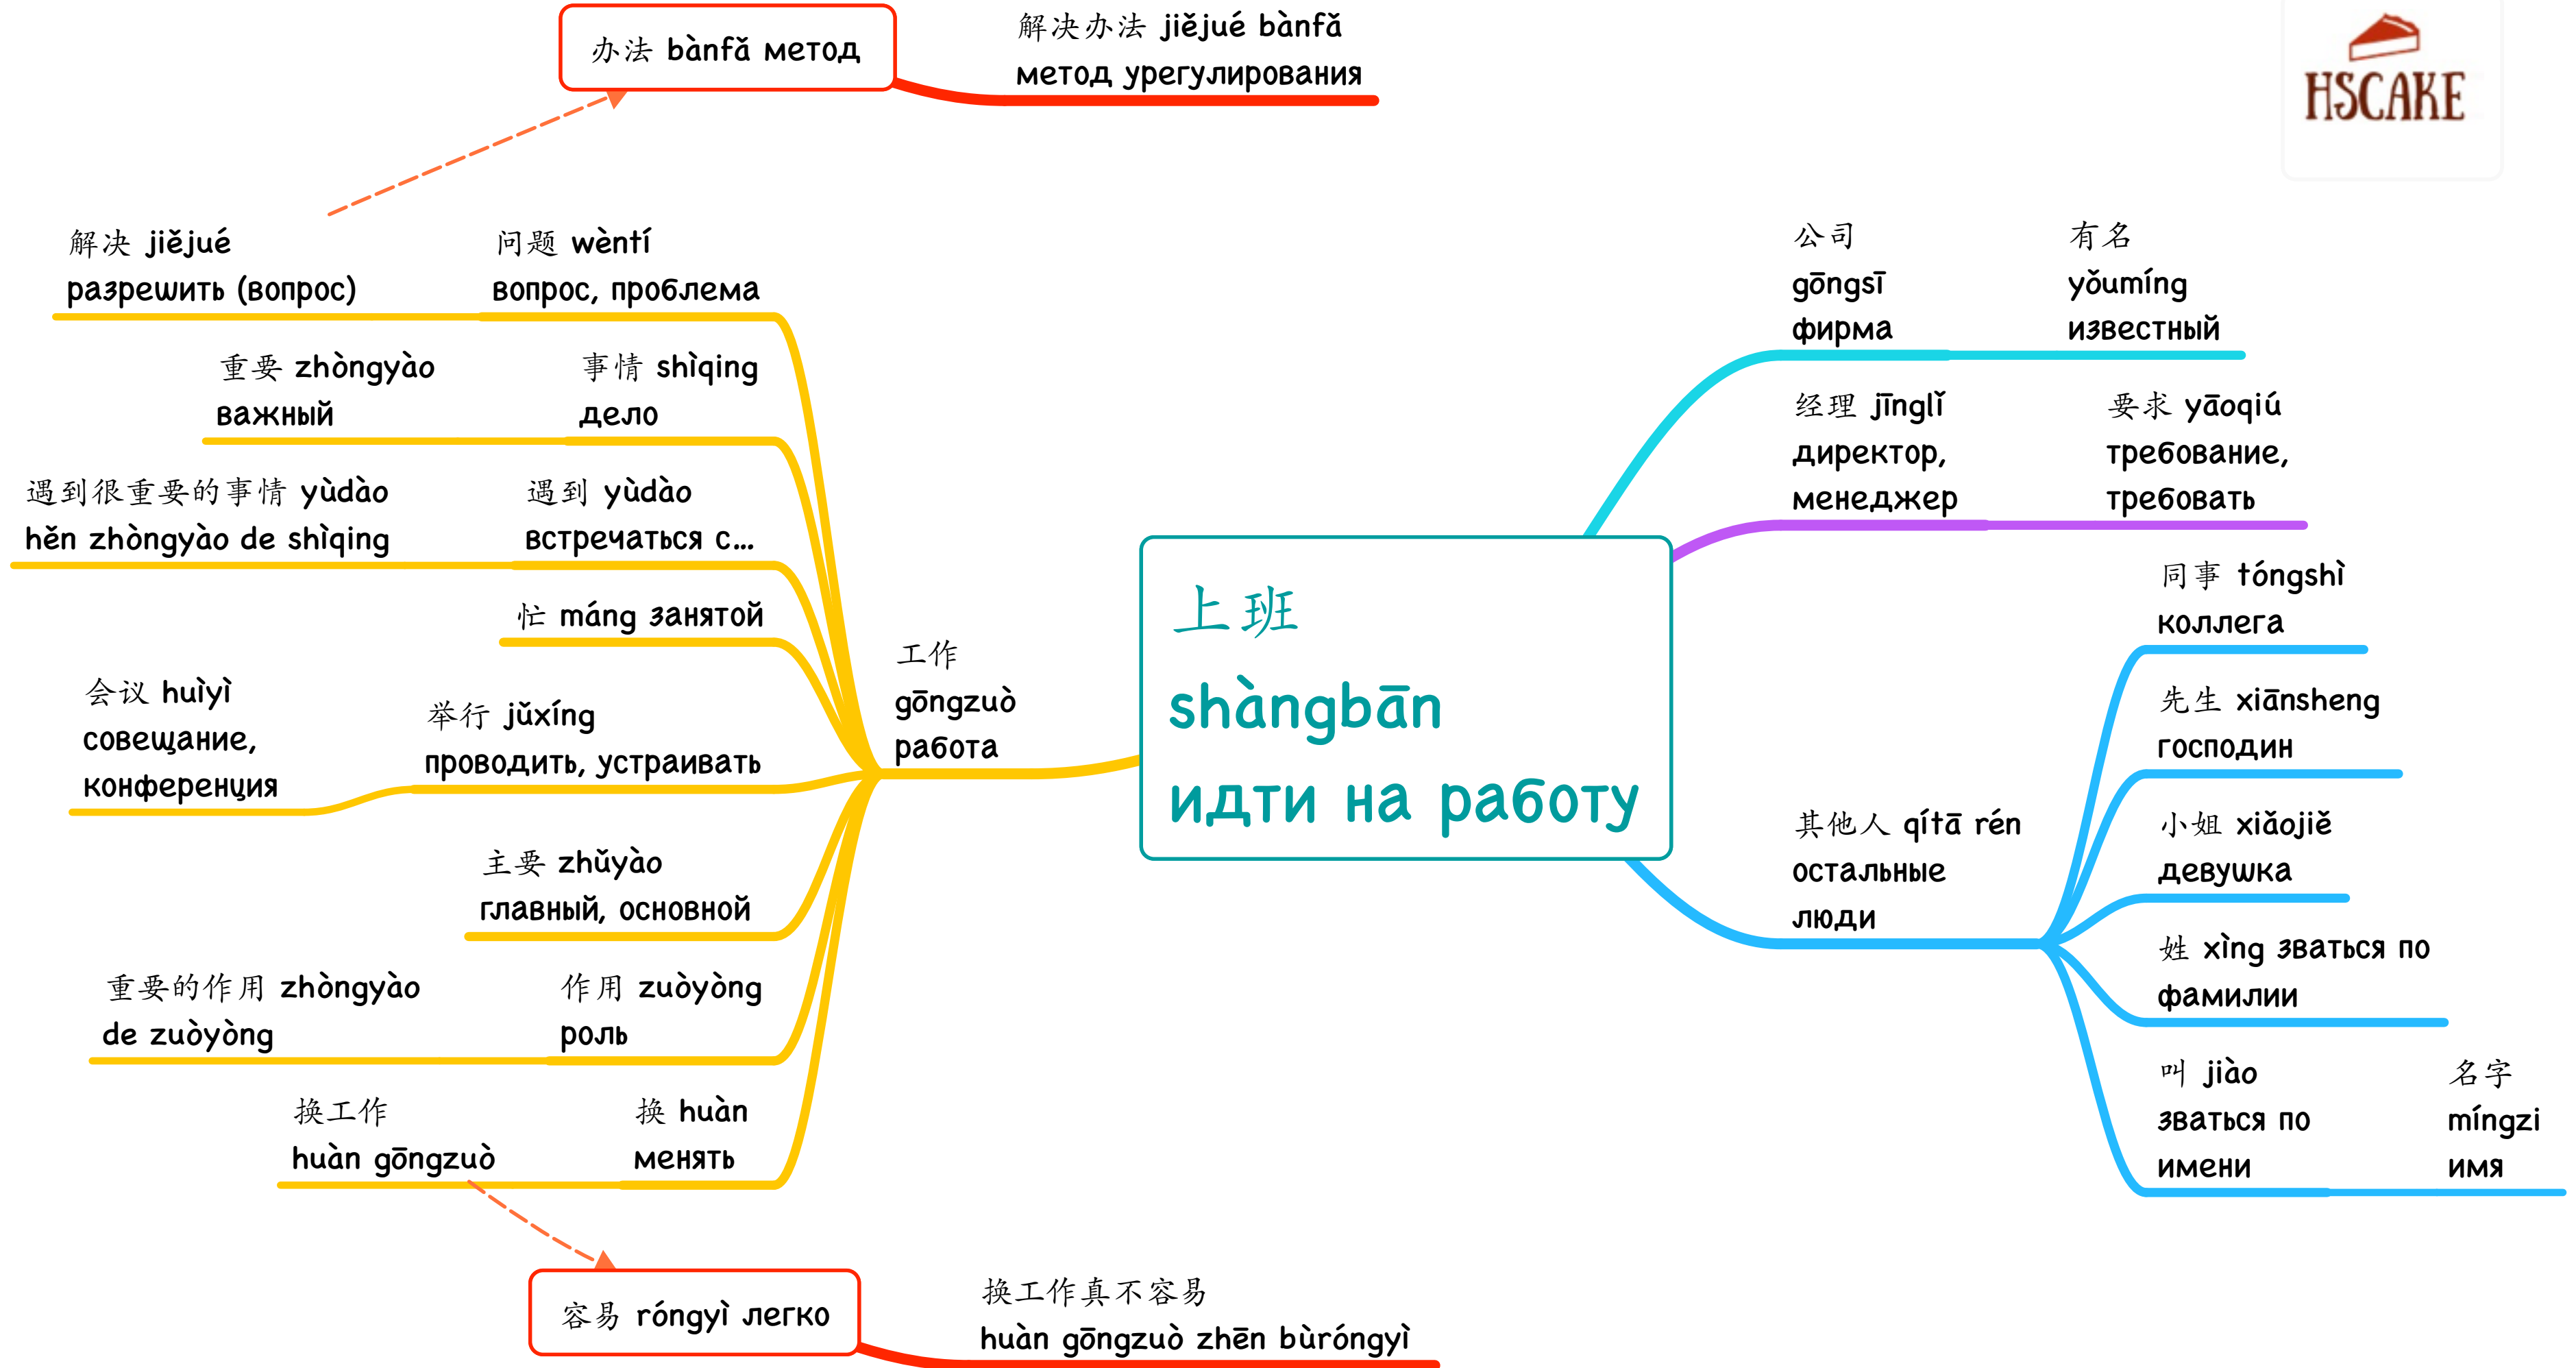 办法 bànfǎ метод
解决办法 jiějué bànfǎ
метод урегулирования
HSCAKE
解决 jiějué
разрешить (вопрос)
问题 wèntí
вопрос, проблема
重要 zhòngyào
важный
事情 shìqing
дело
遇到很重要的事情 yùdào
hěn zhòngyào de shìqing
遇到 yùdào
встречаться с...
忙 máng занятой
会议 huìyì
совещание,
конференция
举行 jǔxíng
проводить, устраивать
主要 zhǔyào
главный, основной
重要的作用 zhòngyào
de zuòyòng
作用 zuòyòng
роль
换工作
huàn gōngzuò
换 huàn
менять
工作
gōngzuò
работа
容易 róngyì легко
换工作真不容易
huàn gōngzuò zhēn bùróngyì
上班
shàngbān
идти на работу
公司
gōngsī
фирма
有名
yǒumíng
известный
经理 jīnglǐ
директор,
менеджер
要求 yāoqiú
требование,
требовать
其他人 qítā rén
остальные
люди
同事 tóngshì
коллега
先生 xiānsheng
господин
小姐 xiǎojiě
девушка
姓 xìng зваться по
фамилии
叫 jiào
зваться по
имени
名字
míngzi
имя